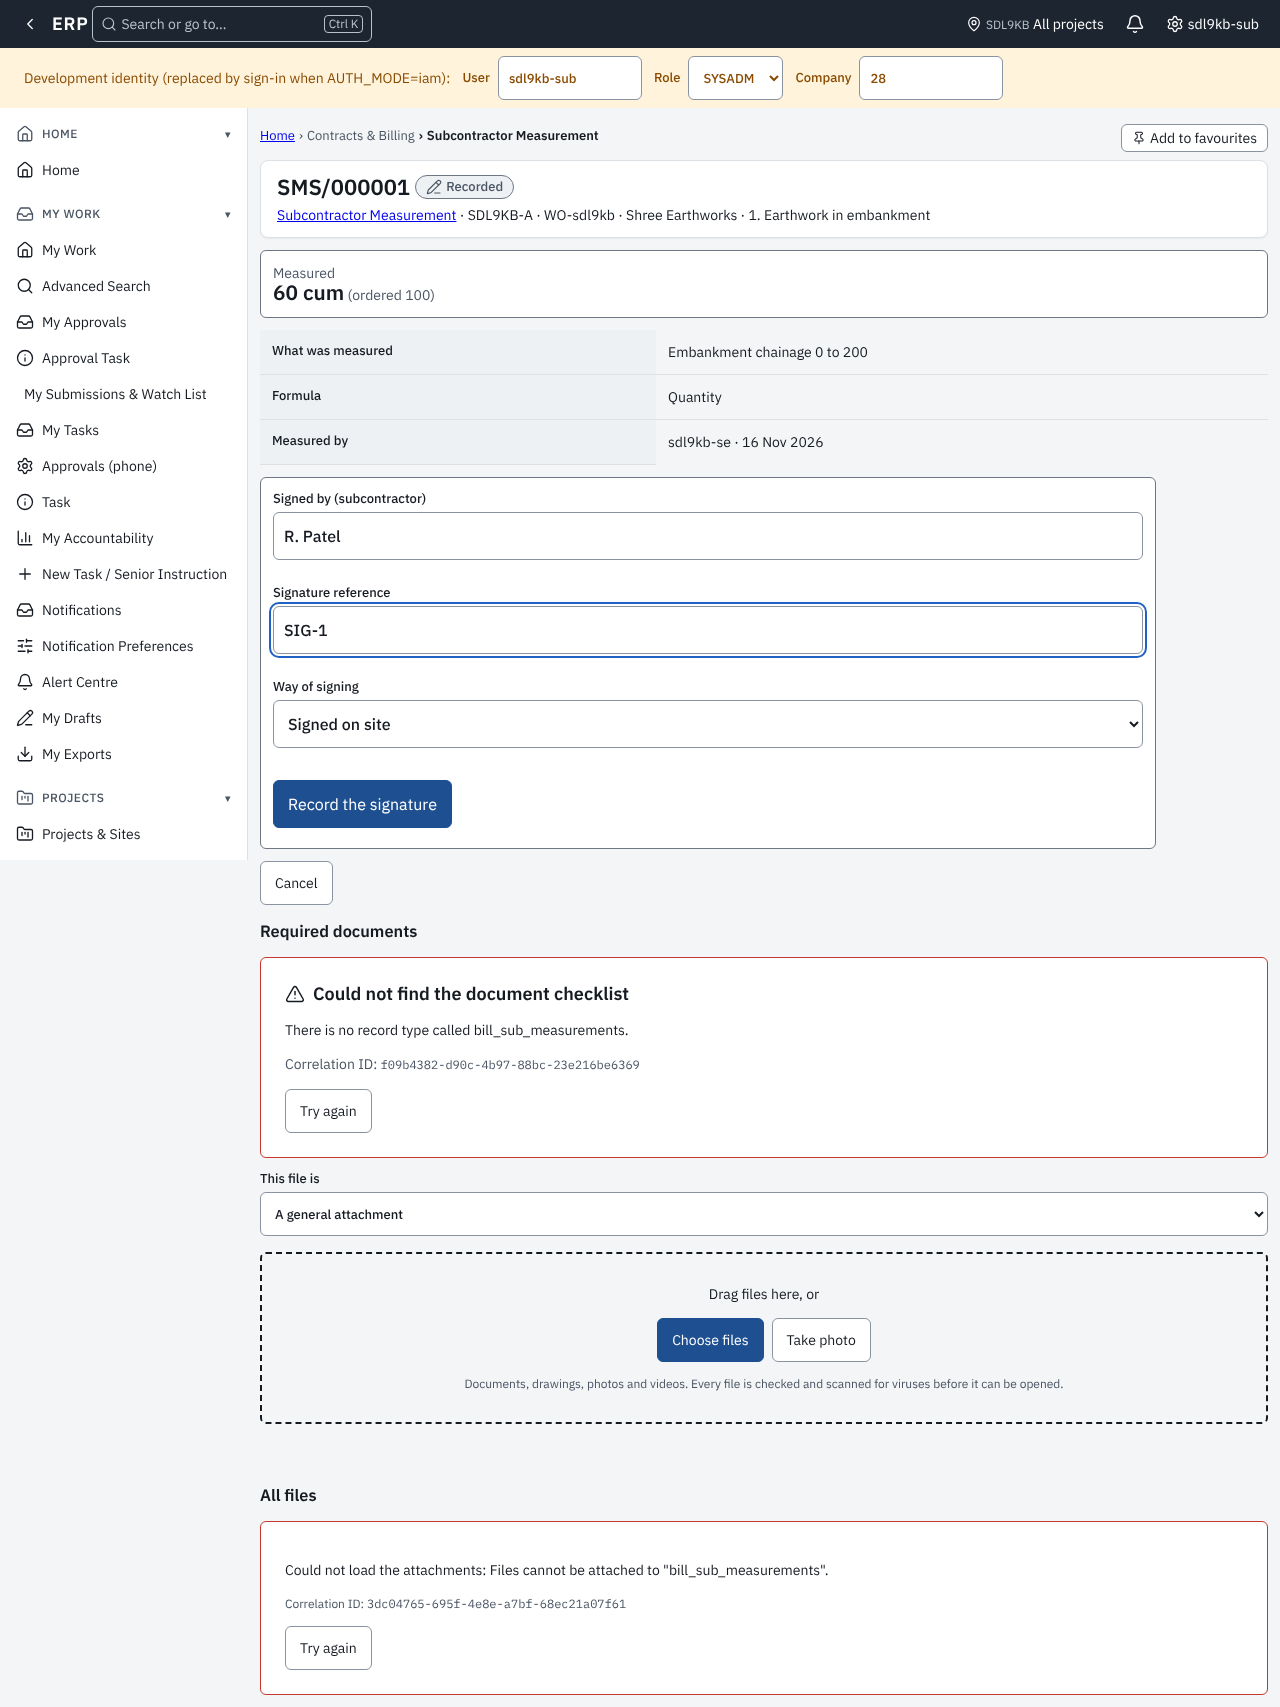 ERP
Search or go to...
Ctrl K
SDL9KB All projects
sdl9kb-sub
Development identity (replaced by sign-in when AUTH_MODE=iam):
User
sdl9kb-sub
Role
SYSADM
Company
28
HOME
Home
MY WORK
My Work
Advanced Search
My Approvals
Approval Task
My Submissions & Watch List
My Tasks
Approvals (phone)
Task
My Accountability
New Task / Senior Instruction
Notifications
Notification Preferences
Alert Centre
My Drafts
My Exports
PROJECTS
Projects & Sites
Home › Contracts & Billing › Subcontractor Measurement
Add to favourites
SMS/000001
Recorded
Subcontractor Measurement · SDL9KB-A · WO-sdl9kb · Shree Earthworks · 1. Earthwork in embankment
Measured
60 cum (ordered 100)
What was measured
Embankment chainage 0 to 200
Formula
Quantity
Measured by
sdl9kb-se · 16 Nov 2026
Signed by (subcontractor)
R. Patel
Signature reference
SIG-1
Way of signing
Signed on site
Record the signature
Cancel
Required documents
Could not find the document checklist
There is no record type called bill_sub_measurements.
Correlation ID: f09b4382-d90c-4b97-88bc-23e216be6369
Try again
This file is
A general attachment
Drag files here, or
Choose files
Take photo
Documents, drawings, photos and videos. Every file is checked and scanned for viruses before it can be opened.
All files
Could not load the attachments: Files cannot be attached to "bill_sub_measurements".
Correlation ID: 3dc04765-695f-4e8e-a7bf-68ec21a07f61
Try again